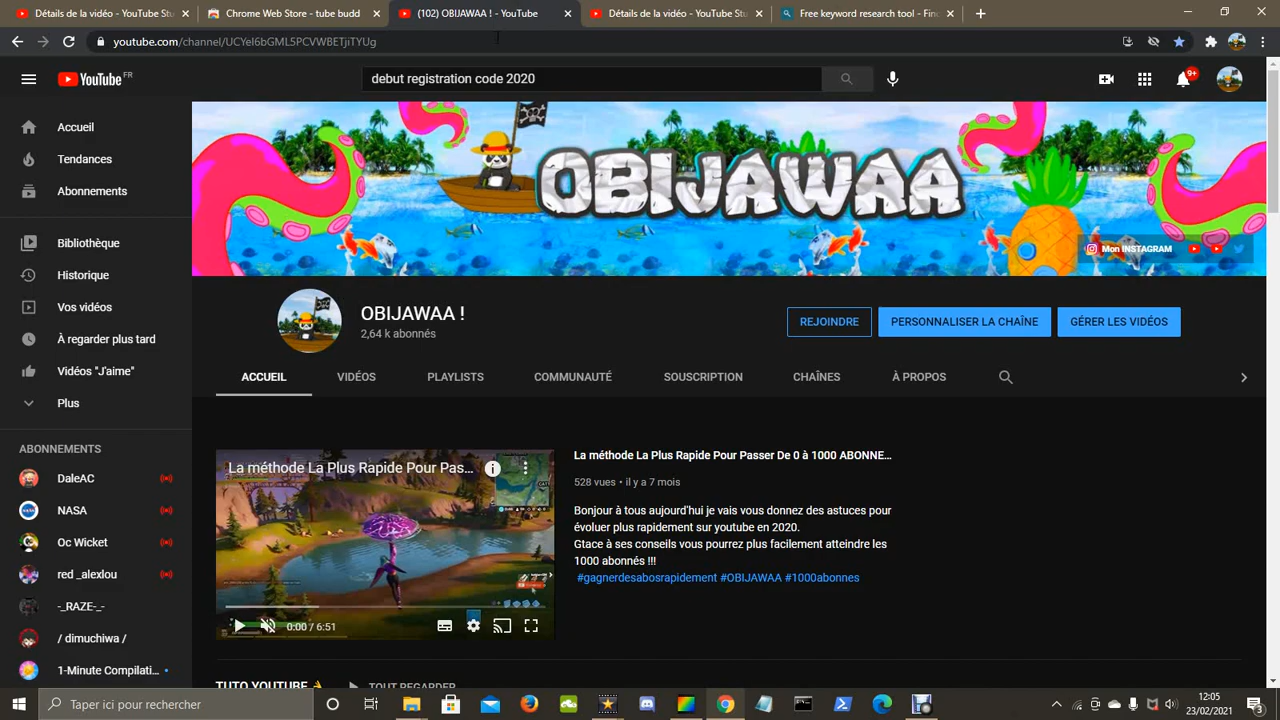 Détails de la vidéo - YouTube St
Chrome Web Store - tube budd
(102) OBIJAWAA ! - YouTube
Détails de la vidéo - YouTube St
Free keyword research tool - Fin
youtube.com/channel/UCYel6bGML5PCVWBETjiTYUg
YouTube FR
debut registration code 2020
9+
Accueil
Tendances
Abonnements
Bibliothèque
Historique
Vos vidéos
À regarder plus tard
Vidéos "J'aime"
Plus
ABONNEMENTS
DaleAC
NASA
Oc Wicket
red _alexlou
-_RAZE-_-
/ dimuchiwa /
1-Minute Compilati...
OBIJAWAA
Mon INSTAGRAM
OBIJAWAA !
2,64 k abonnés
REJOINDRE
PERSONNALISER LA CHAÎNE
GÉRER LES VIDÉOS
ACCUEIL
VIDÉOS
PLAYLISTS
COMMUNAUTÉ
SOUSCRIPTION
CHAÎNES
À PROPOS
La méthode La Plus Rapide Pour Pas...
0:00 / 6:51
La méthode La Plus Rapide Pour Passer De 0 à 1000 ABONNE...
528 vues • il y a 7 mois
Bonjour à tous aujourd'hui je vais vous donnez des astuces pour
évoluer plus rapidement sur youtube en 2020.
Gtace à ses conseils vous pourrez plus facilement atteindre les
1000 abonnés !!!
#gagnerdesabosrapidement #OBIJAWAA #1000abonnes
TUTO YOUTUBE
TOUT REGARDER
Taper ici pour rechercher
12:05
23/02/2021
3